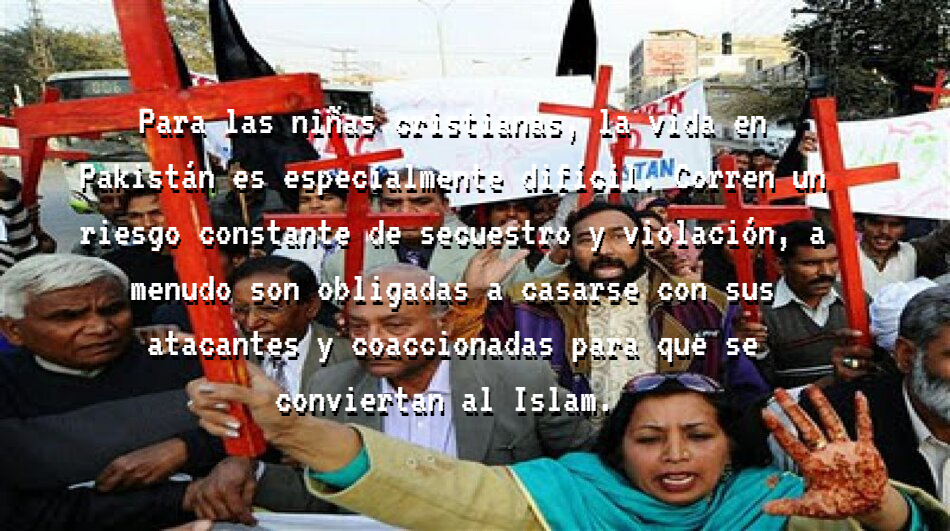 Para las niñas cristianas, la vida en
Pakistán es especialmente difícil. Corren un
riesgo constante de secuestro y violación, a
menudo son obligadas a casarse con sus
atacantes y coaccionadas para que se
conviertan al Islam.
TAN